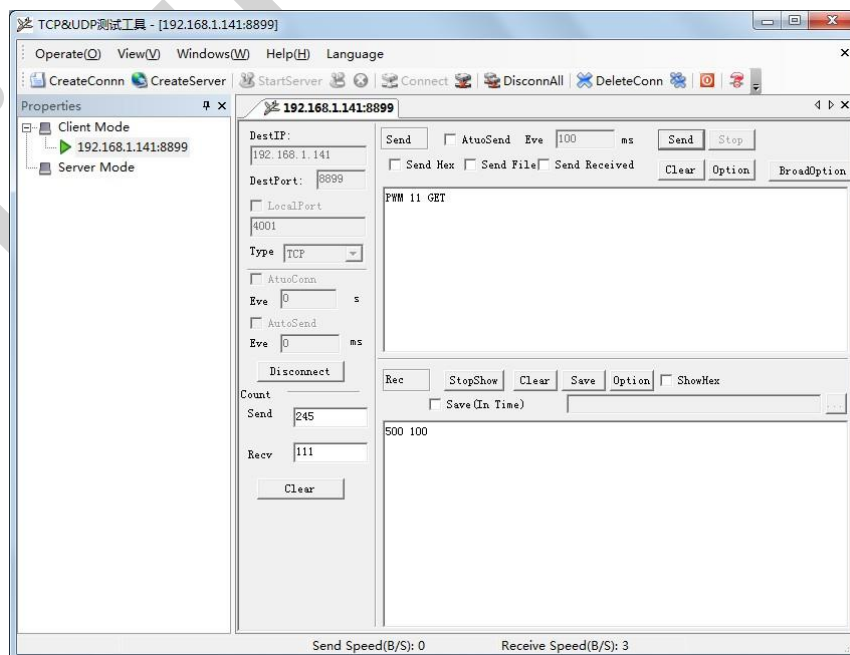 TCP&UDP测试工具 - [192.168.1.141:8899]
Operate(O) View(V) Windows(W) Help(H) Language
CreateConnn CreateServer StartServer Connect DisconnAll DeleteConn
Properties
Client Mode
192.168.1.141:8899
Server Mode
192.168.1.141:8899
DestIP:
192.168.1.141
DestPort: 8899
LocalPort
4001
Type TCP
AtuoConn
Eve 0 s
AutoSend
Eve 0 ms
Disconnect
Count
Send 245
Recv 111
Clear
Send AtuoSend Eve 100 ms Send Stop
Send Hex Send File Send Received Clear Option BroadOption
PWM 11 GET
Rec StopShow Clear Save Option ShowHex
Save(In Time) ...
500 100
Send Speed(B/S): 0 Receive Speed(B/S): 3